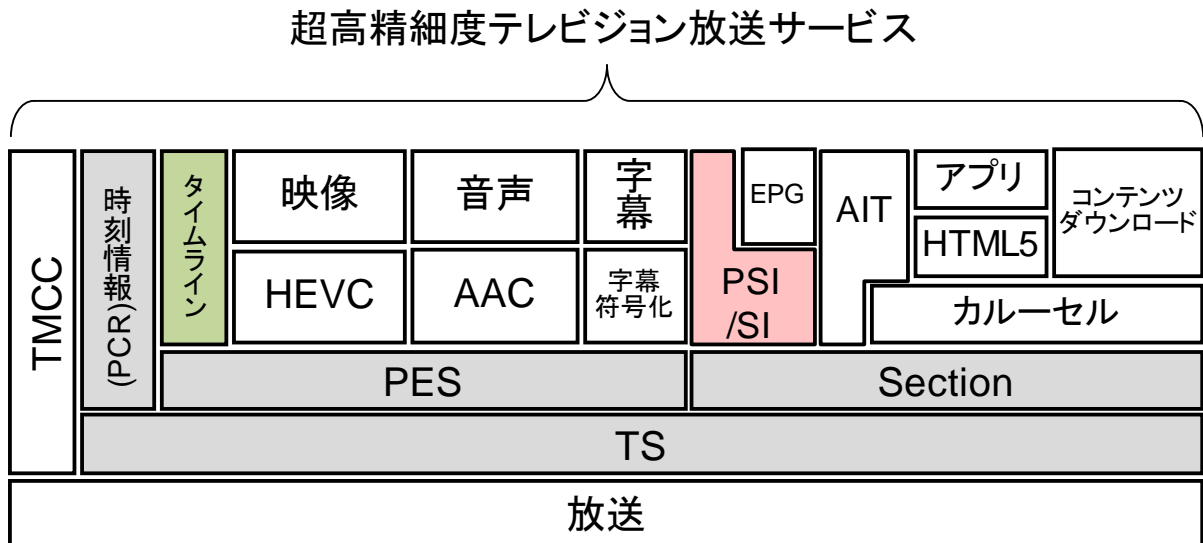 超高精細度テレビジョン放送サービス
TMCC
時刻情報
(PCR)
タイムライン
映像
音声
字幕
EPG
AIT
アプリ
コンテンツ
ダウンロード
HTML5
HEVC
AAC
字幕
符号化
PSI
/SI
カルーセル
PES
Section
TS
放送